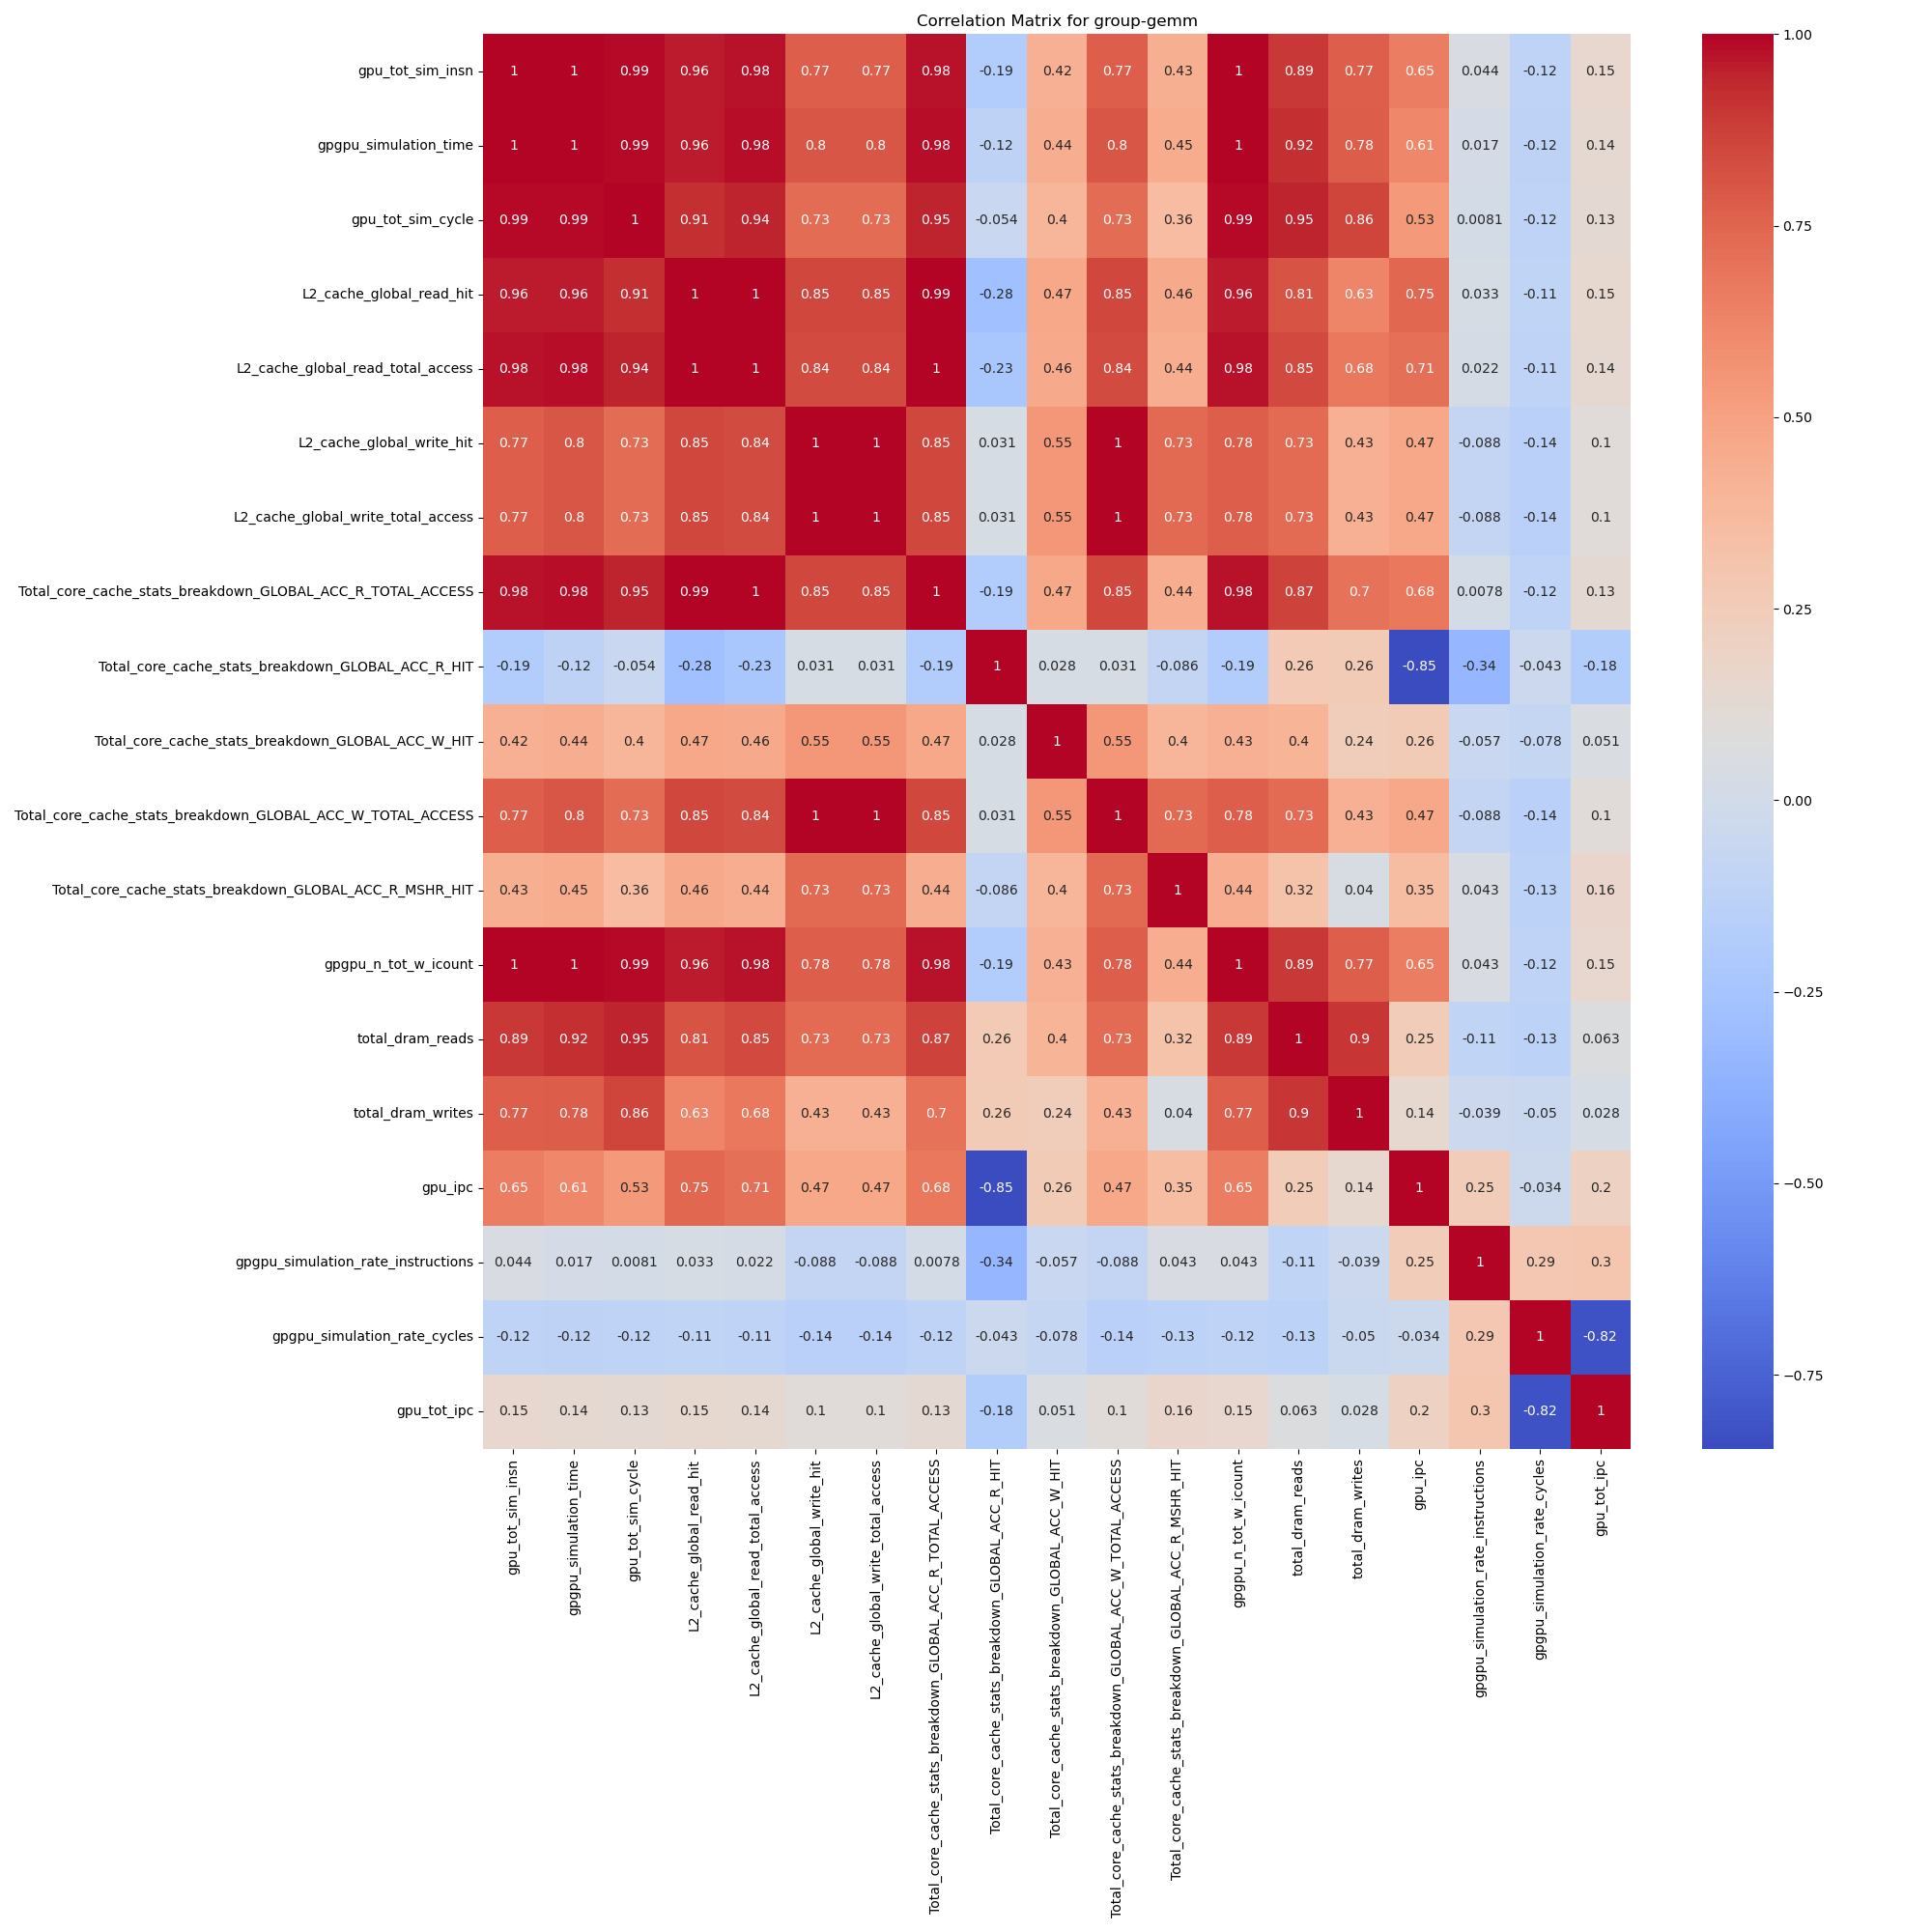 Correlation Matrix for group-gemm
gpu_tot_sim_insn 1 1 0.99 0.96 0.98 0.77 0.77 0.98 -0.19 0.42 0.77 0.43 1 0.89 0.77 0.65 0.044 -0.12 0.15
gpgpu_simulation_time 1 1 0.99 0.96 0.98 0.8 0.8 0.98 -0.12 0.44 0.8 0.45 1 0.92 0.78 0.61 0.017 -0.12 0.14
gpu_tot_sim_cycle 0.99 0.99 1 0.91 0.94 0.73 0.73 0.95 -0.054 0.4 0.73 0.36 0.99 0.95 0.86 0.53 0.0081 -0.12 0.13
L2_cache_global_read_hit 0.96 0.96 0.91 1 1 0.85 0.85 0.99 -0.28 0.47 0.85 0.46 0.96 0.81 0.63 0.75 0.033 -0.11 0.15
L2_cache_global_read_total_access 0.98 0.98 0.94 1 1 0.84 0.84 1 -0.23 0.46 0.84 0.44 0.98 0.85 0.68 0.71 0.022 -0.11 0.14
L2_cache_global_write_hit 0.77 0.8 0.73 0.85 0.84 1 1 0.85 0.031 0.55 1 0.73 0.78 0.73 0.43 0.47 -0.088 -0.14 0.1
L2_cache_global_write_total_access 0.77 0.8 0.73 0.85 0.84 1 1 0.85 0.031 0.55 1 0.73 0.78 0.73 0.43 0.47 -0.088 -0.14 0.1
Total_core_cache_stats_breakdown_GLOBAL_ACC_R_TOTAL_ACCESS 0.98 0.98 0.95 0.99 1 0.85 0.85 1 -0.19 0.47 0.85 0.44 0.98 0.87 0.7 0.68 0.0078 -0.12 0.13
Total_core_cache_stats_breakdown_GLOBAL_ACC_R_HIT -0.19 -0.12 -0.054 -0.28 -0.23 0.031 0.031 -0.19 1 0.028 0.031 -0.086 -0.19 0.26 0.26 -0.85 -0.34 -0.043 -0.18
Total_core_cache_stats_breakdown_GLOBAL_ACC_W_HIT 0.42 0.44 0.4 0.47 0.46 0.55 0.55 0.47 0.028 1 0.55 0.4 0.43 0.4 0.24 0.26 -0.057 -0.078 0.051
Total_core_cache_stats_breakdown_GLOBAL_ACC_W_TOTAL_ACCESS 0.77 0.8 0.73 0.85 0.84 1 1 0.85 0.031 0.55 1 0.73 0.78 0.73 0.43 0.47 -0.088 -0.14 0.1
Total_core_cache_stats_breakdown_GLOBAL_ACC_R_MSHR_HIT 0.43 0.45 0.36 0.46 0.44 0.73 0.73 0.44 -0.086 0.4 0.73 1 0.44 0.32 0.04 0.35 0.043 -0.13 0.16
gpgpu_n_tot_w_icount 1 1 0.99 0.96 0.98 0.78 0.78 0.98 -0.19 0.43 0.78 0.44 1 0.89 0.77 0.65 0.043 -0.12 0.15
total_dram_reads 0.89 0.92 0.95 0.81 0.85 0.73 0.73 0.87 0.26 0.4 0.73 0.32 0.89 1 0.9 0.25 -0.11 -0.13 0.063
total_dram_writes 0.77 0.78 0.86 0.63 0.68 0.43 0.43 0.7 0.26 0.24 0.43 0.04 0.77 0.9 1 0.14 -0.039 -0.05 0.028
gpu_ipc 0.65 0.61 0.53 0.75 0.71 0.47 0.47 0.68 -0.85 0.26 0.47 0.35 0.65 0.25 0.14 1 0.25 -0.034 0.2
gpgpu_simulation_rate_instructions 0.044 0.017 0.0081 0.033 0.022 -0.088 -0.088 0.0078 -0.34 -0.057 -0.088 0.043 0.043 -0.11 -0.039 0.25 1 0.29 0.3
gpgpu_simulation_rate_cycles -0.12 -0.12 -0.12 -0.11 -0.11 -0.14 -0.14 -0.12 -0.043 -0.078 -0.14 -0.13 -0.12 -0.13 -0.05 -0.034 0.29 1 -0.82
gpu_tot_ipc 0.15 0.14 0.13 0.15 0.14 0.1 0.1 0.13 -0.18 0.051 0.1 0.16 0.15 0.063 0.028 0.2 0.3 -0.82 1
gpu_tot_sim_insn
gpgpu_simulation_time
gpu_tot_sim_cycle
L2_cache_global_read_hit
L2_cache_global_read_total_access
L2_cache_global_write_hit
L2_cache_global_write_total_access
Total_core_cache_stats_breakdown_GLOBAL_ACC_R_TOTAL_ACCESS
Total_core_cache_stats_breakdown_GLOBAL_ACC_R_HIT
Total_core_cache_stats_breakdown_GLOBAL_ACC_W_HIT
Total_core_cache_stats_breakdown_GLOBAL_ACC_W_TOTAL_ACCESS
Total_core_cache_stats_breakdown_GLOBAL_ACC_R_MSHR_HIT
gpgpu_n_tot_w_icount
total_dram_reads
total_dram_writes
gpu_ipc
gpgpu_simulation_rate_instructions
gpgpu_simulation_rate_cycles
gpu_tot_ipc
1.00
0.75
0.50
0.25
0.00
−0.25
−0.50
−0.75